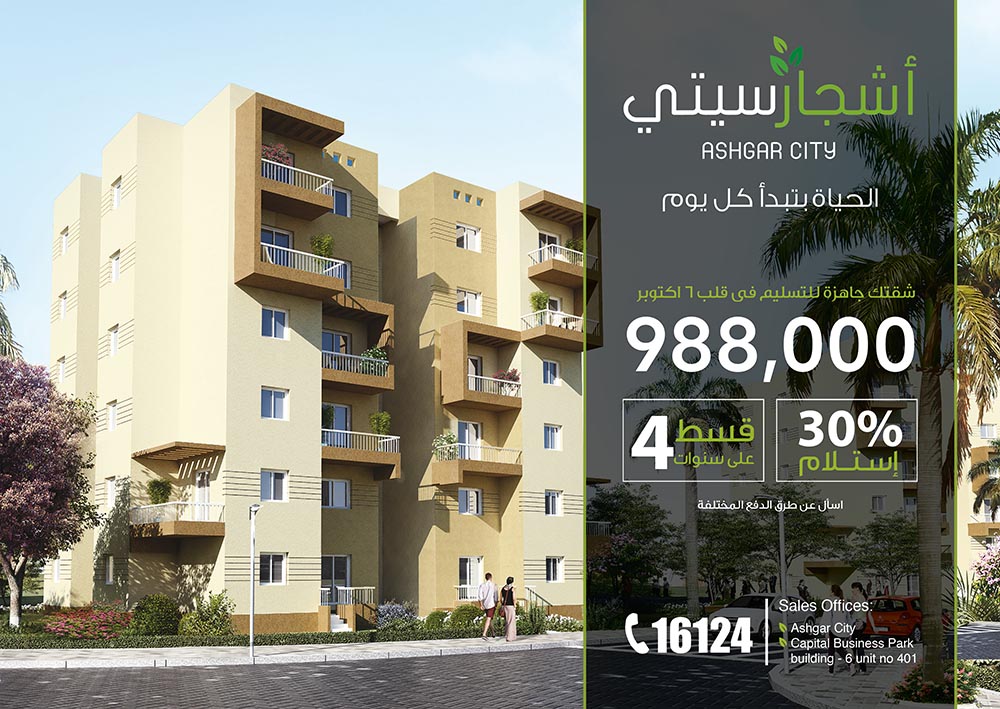 أشجار سيتي
ASHGAR CITY
الحياة بتبدأ كل يوم
شقتك جاهزة للتسليم فى قلب ٦ اكتوبر
988,000
30%
إستلام
قسط
على سنوات 4
اسأل عن طرق الدفع المختلفة
16124
Sales Offices:
Ashgar City
Capital Business Park
building - 6 unit no 401